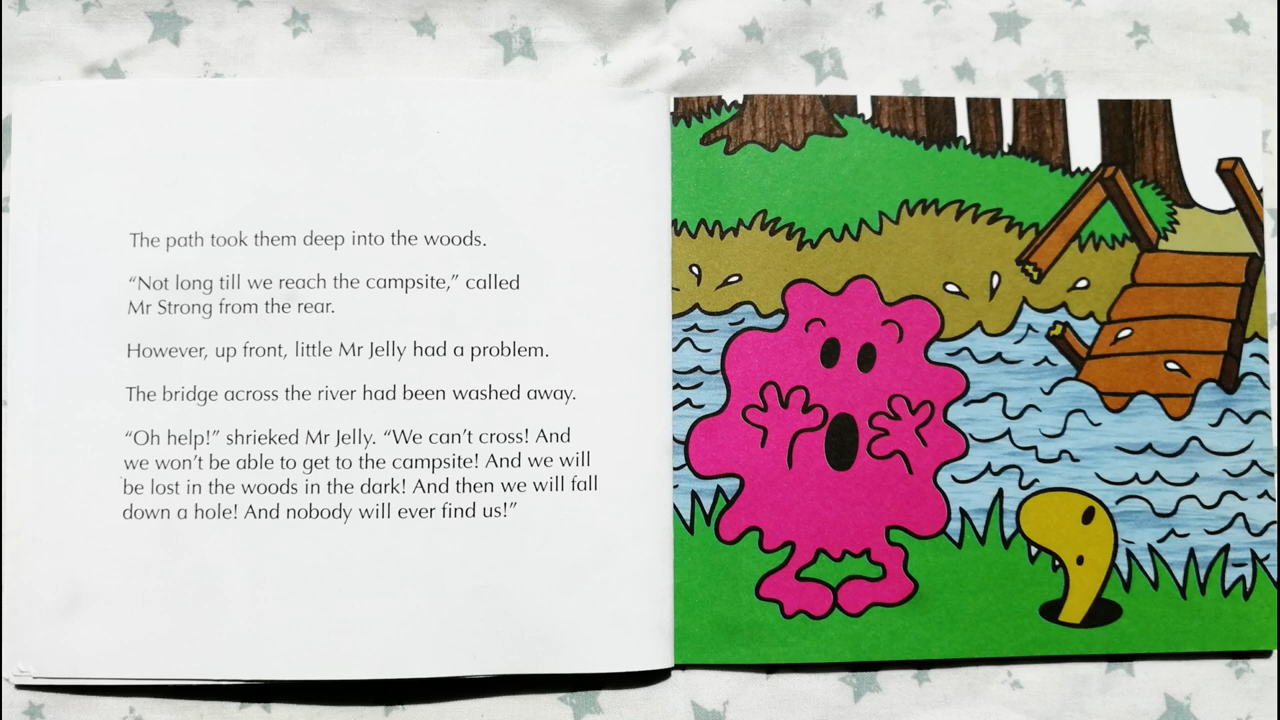 The path took them deep into the woods.
“Not long till we reach the campsite,” called
Mr Strong from the rear.
However, up front, little Mr Jelly had a problem.
The bridge across the river had been washed away.
“Oh help!” shrieked Mr Jelly. “We can’t cross! And
we won’t be able to get to the campsite! And we will
be lost in the woods in the dark! And then we will fall
down a hole! And nobody will ever find us!”